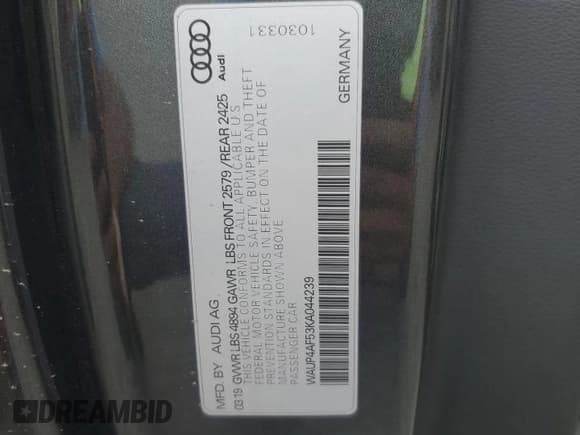 MFD. BY AUDI AG
03/19 GVWR LBS 4894 GAWR LBS FRONT 2579 /REAR 2425
THIS VEHICLE CONFORMS TO ALL APPLICABLE U.S.
FEDERAL MOTOR VEHICLE SAFETY, BUMPER AND THEFT
PREVENTION STANDARDS IN EFFECT ON THE DATE OF
MANUFACTURE SHOWN ABOVE.
PASSENGER CAR
WAUP4AF53KA044239
GERMANY
Audi
1030331
DREAMBID